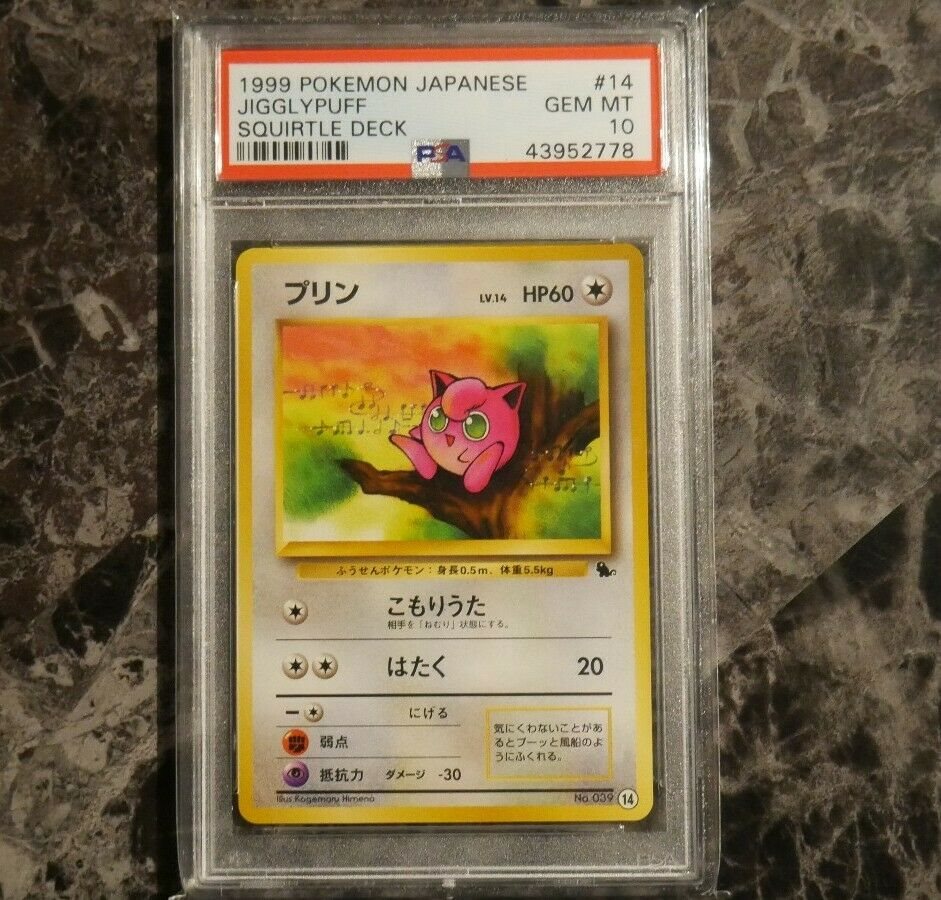 1999 POKEMON JAPANESE #14
JIGGLYPUFF GEM MT
SQUIRTLE DECK 10
PSA 43952778
プリン LV.14 HP60
ふうせんポケモン：身長0.5m、体重5.5kg
こもりうた
相手を「ねむり」状態にする。
はたく 20
ー にげる
弱点
抵抗力 ダメージ -30
気にくわないことがあ
るとプーッと風船のよ
うにふくれる。
Illus. Kagemaru Himeno No. 039 14